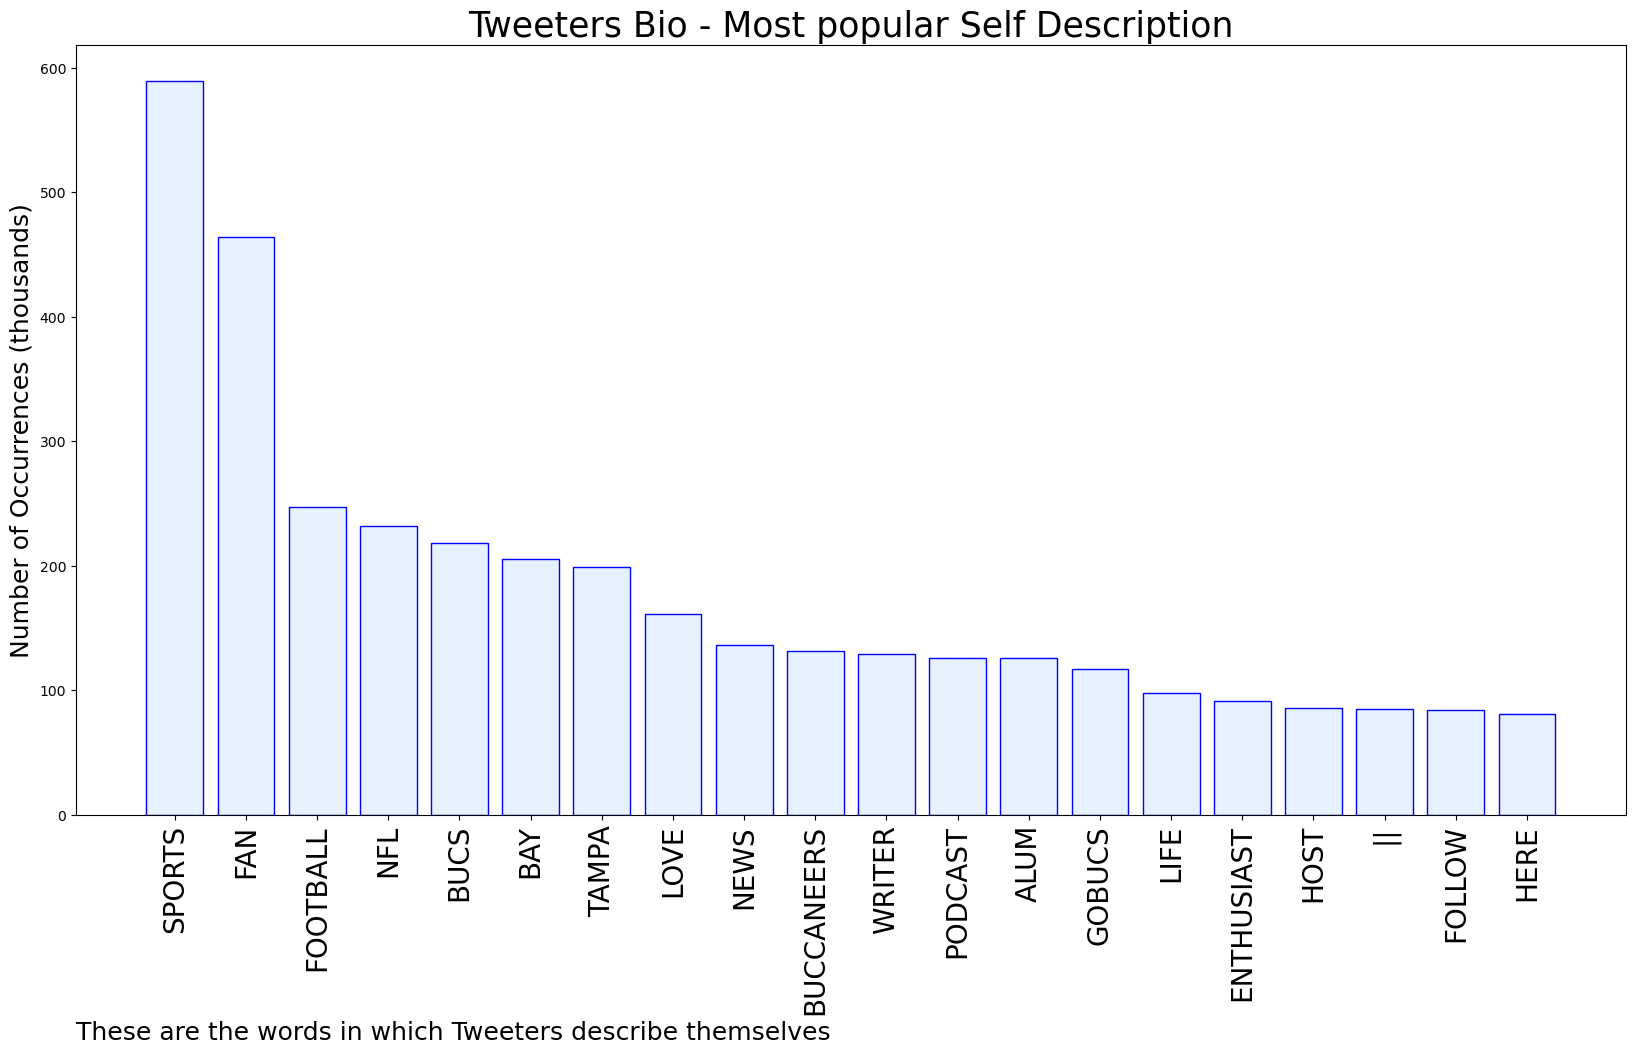 Tweeters Bio - Most popular Self Description
Number of Occurrences (thousands)
600
500
400
300
200
100
0
SPORTS
FAN
FOOTBALL
NFL
BUCS
BAY
TAMPA
LOVE
NEWS
BUCCANEERS
WRITER
PODCAST
ALUM
GOBUCS
LIFE
ENTHUSIAST
HOST
||
FOLLOW
HERE
These are the words in which Tweeters describe themselves